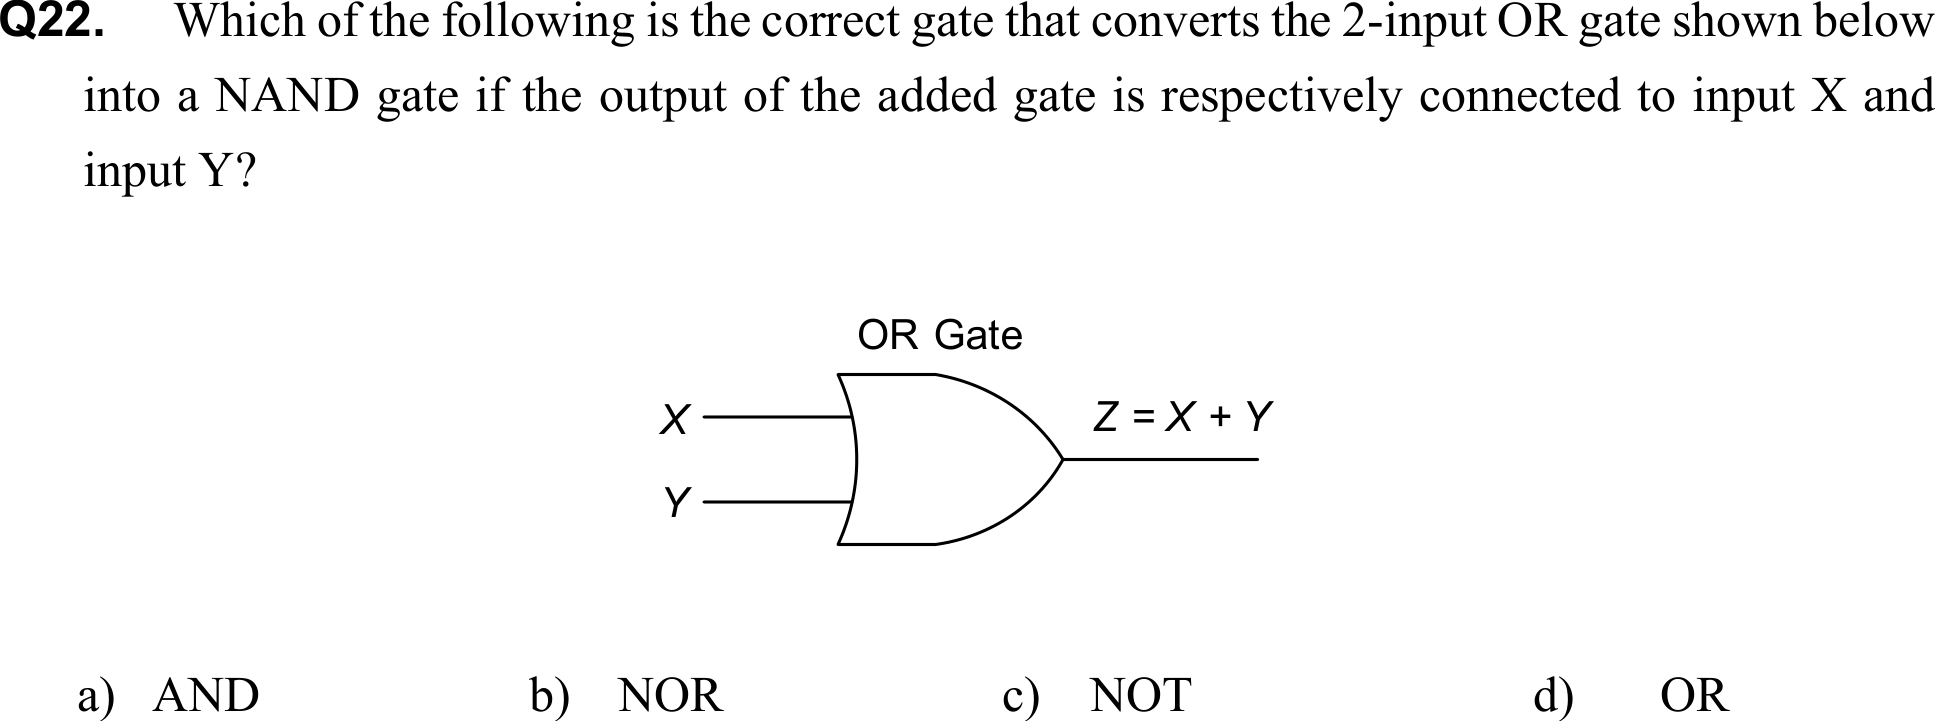 Q22. Which of the following is the correct gate that converts the 2-input OR gate shown below
into a NAND gate if the output of the added gate is respectively connected to input X and
input Y?
OR Gate
X
Z = X + Y
Y
a) AND b) NOR c) NOT d) OR